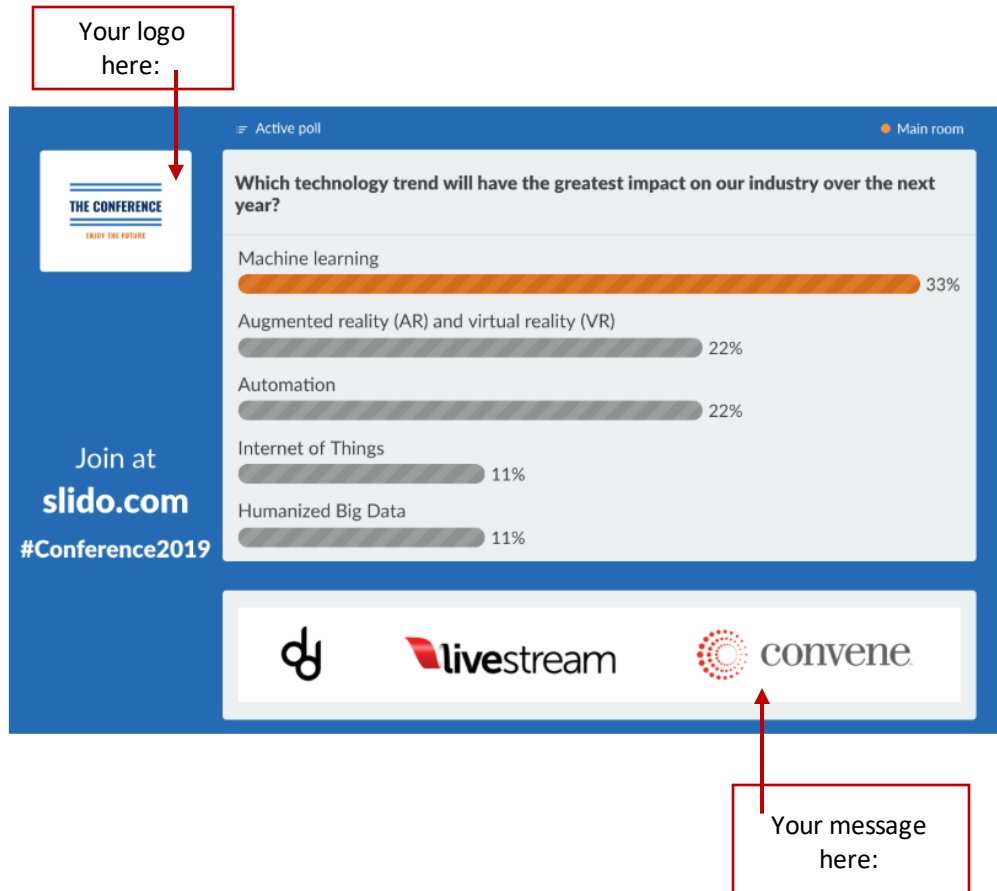 Your logo
here:
Active poll
Main room
THE CONFERENCE
ENJOY THE FUTURE
Which technology trend will have the greatest impact on our industry over the next
year?
Machine learning
33%
Augmented reality (AR) and virtual reality (VR)
22%
Automation
22%
Internet of Things
11%
Humanized Big Data
11%
Join at
slido.com
#Conference2019
livestream
convene
Your message
here: